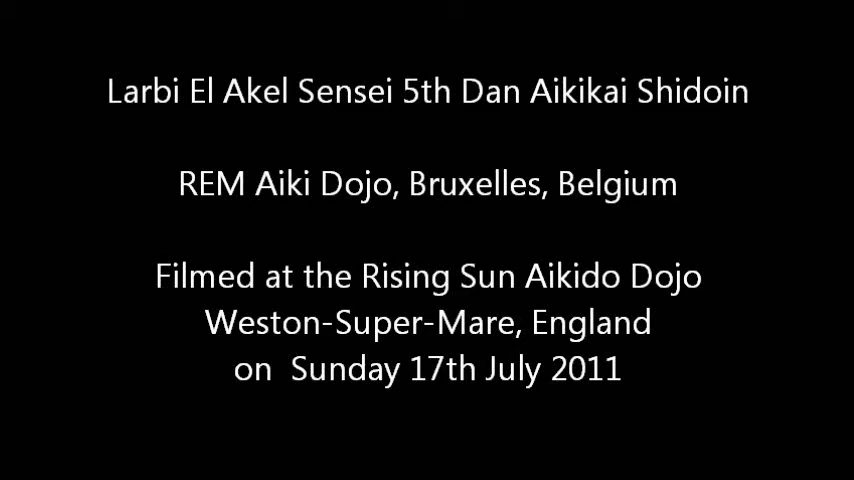 Larbi El Akel Sensei 5th Dan Aikikai Shidoin
REM Aiki Dojo, Bruxelles, Belgium
Filmed at the Rising Sun Aikido Dojo
Weston-Super-Mare, England
on  Sunday 17th July 2011